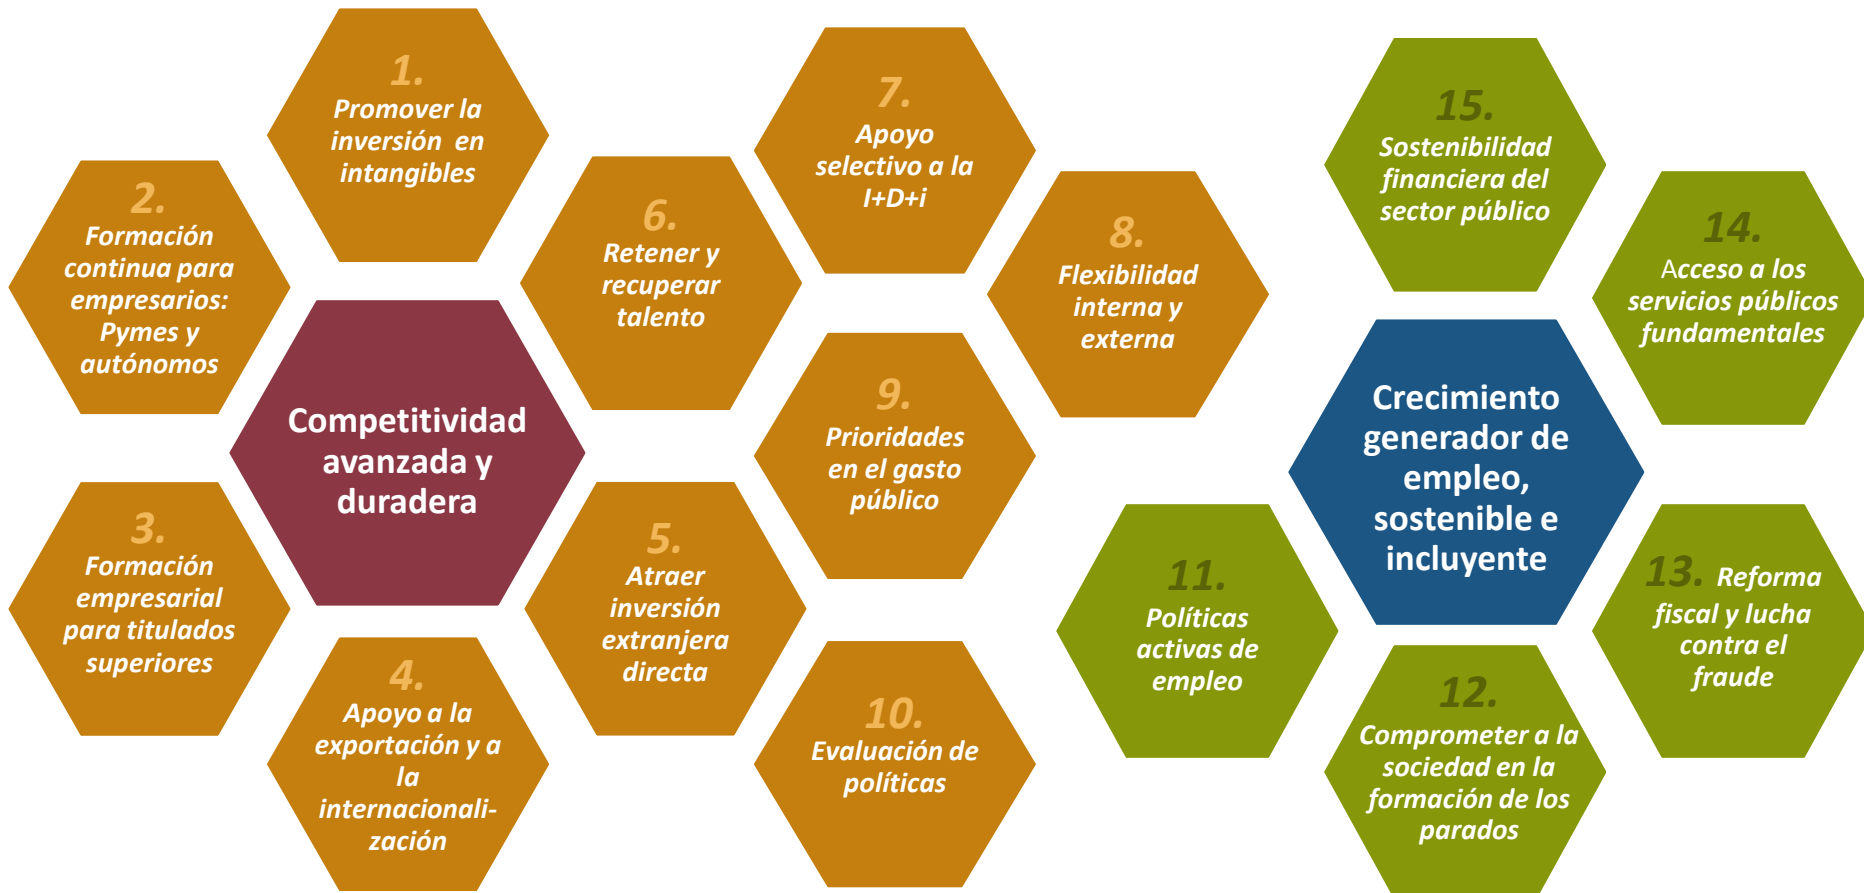 1.
Promover la
inversión en
intangibles
2.
Formación
continua para
empresarios:
Pymes y
autónomos
3.
Formación
empresarial
para titulados
superiores
4.
Apoyo a la
exportación y a
la
internacionali-
zación
5.
Atraer
inversión
extranjera
directa
6.
Retener y
recuperar
talento
Competitividad
avanzada y
duradera
7.
Apoyo
selectivo a la
I+D+i
8.
Flexibilidad
interna y
externa
9.
Prioridades
en el gasto
público
10.
Evaluación de
políticas
11.
Políticas
activas de
empleo
12.
Comprometer a la
sociedad en la
formación de los
parados
13. Reforma
fiscal y lucha
contra el
fraude
14.
Acceso a los
servicios públicos
fundamentales
15.
Sostenibilidad
financiera del
sector público
Crecimiento
generador de
empleo,
sostenible e
incluyente